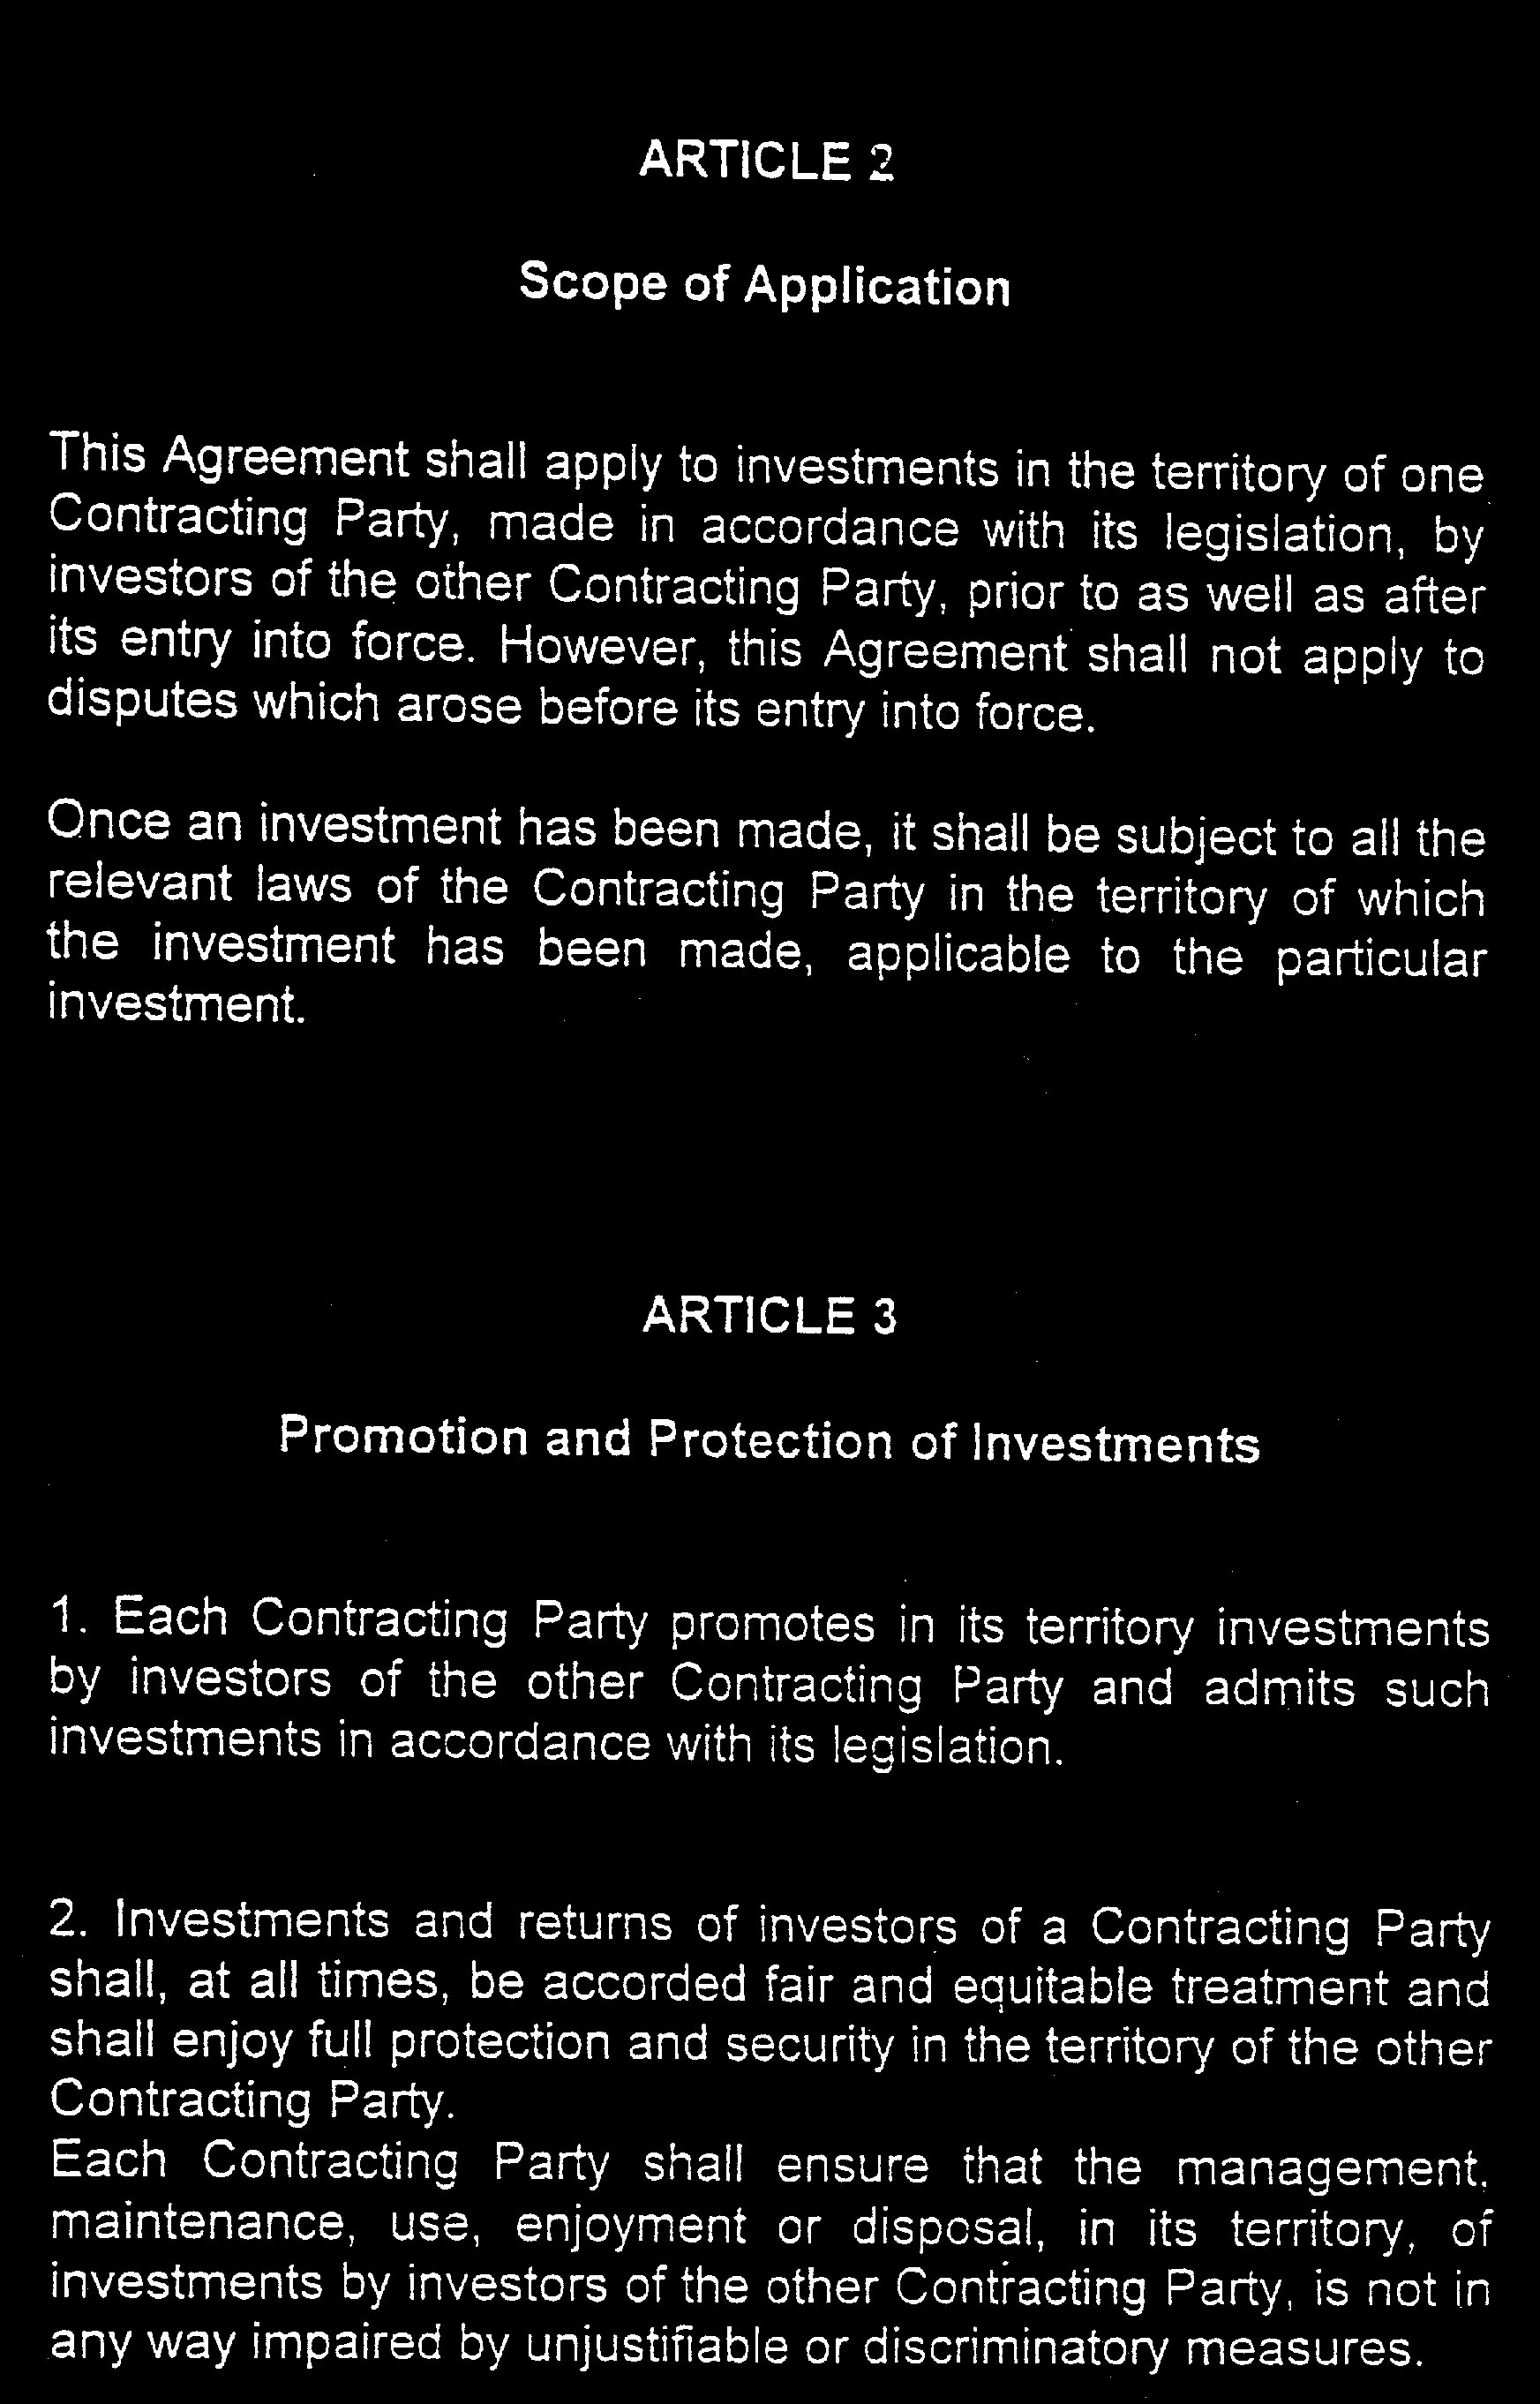 ARTICLE 2
Scope of Application
This Agreement shall apply to investments in the territory of one
Contracting Party, made in accordance with its legislation, by
investors of the other Contracting Party, prior to as well as after
its entry into force. However, this Agreement shall not apply to
disputes which arose before its entry into force.
Once an investment has been made, it shall be subject to all the
relevant laws of the Contracting Party in the territory of which
the investment has been made, applicable to the particular
investment.
ARTICLE 3
Promotion and Protection of Investments
1. Each Contracting Party promotes in its territory investments
by investors of the other Contracting Party and admits such
investments in accordance with its legislation.
2. Investments and returns of investors of a Contracting Party
shall, at all times, be accorded fair and equitable treatment and
shall enjoy full protection and security in the territory of the other
Contracting Party.
Each Contracting Party shall ensure that the management,
maintenance, use, enjoyment or disposal, in its territory, of
investments by investors of the other Contracting Party, is not in
any way impaired by unjustifiable or discriminatory measures.